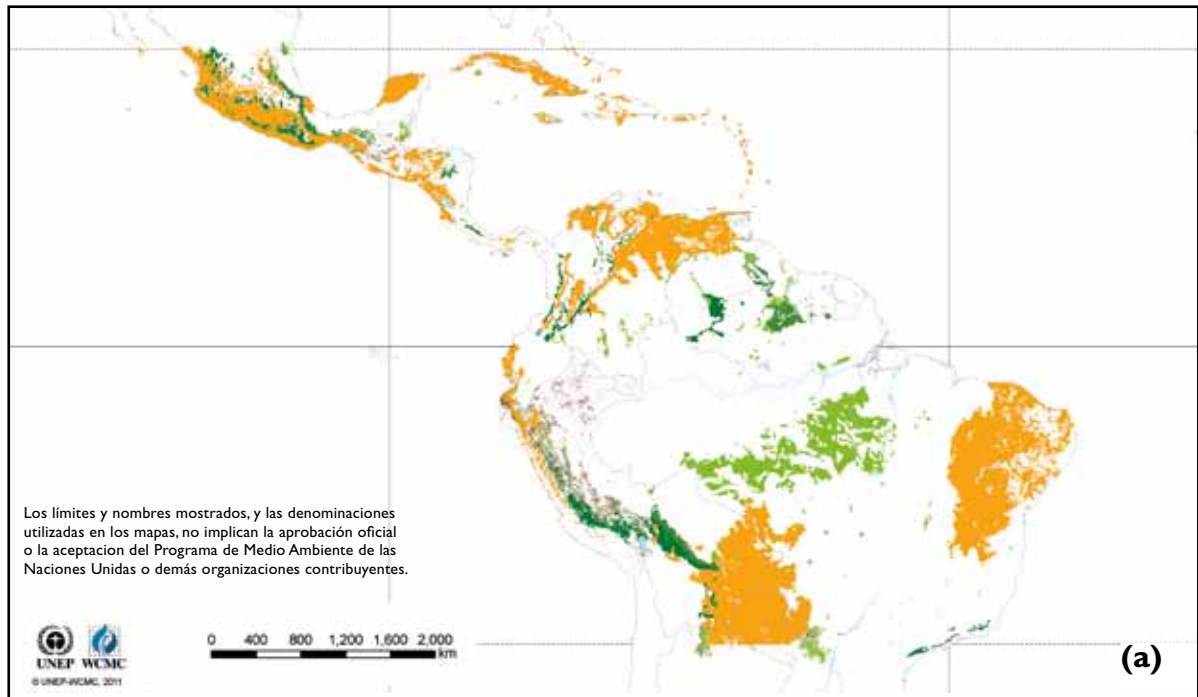 Los límites y nombres mostrados, y las denominaciones
utilizadas en los mapas, no implican la aprobación oficial
o la aceptacion del Programa de Medio Ambiente de las
Naciones Unidas o demás organizaciones contribuyentes.
UNEP WCMC
© UNEP-WCMC, 2011
0 400 800 1,200 1,600 2,000
km
(a)